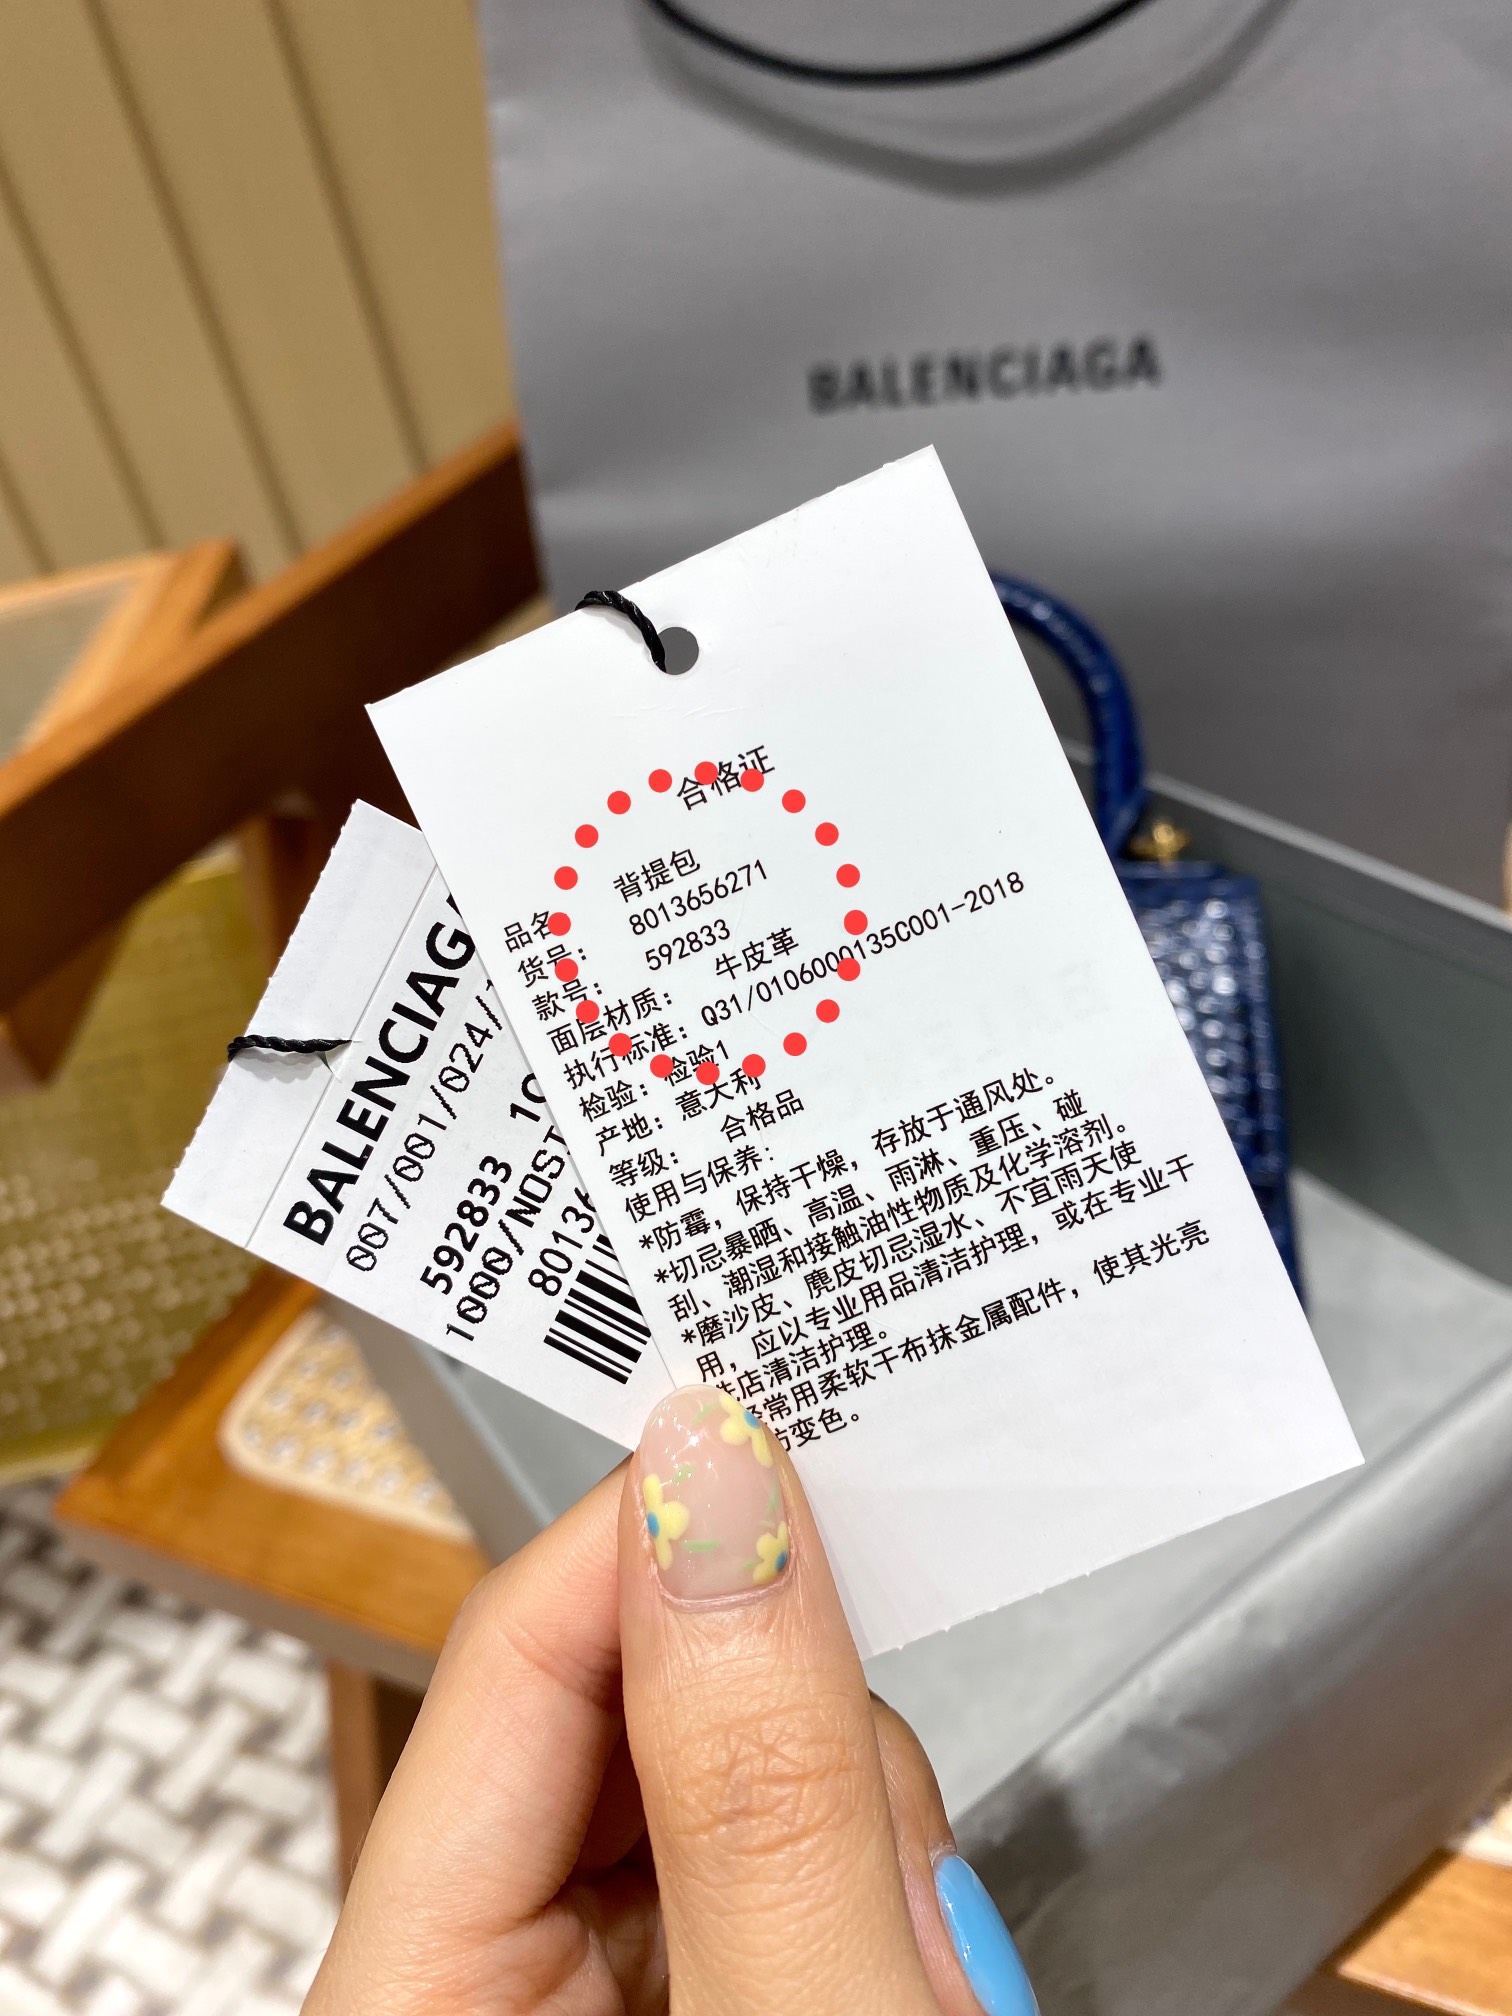 BALENCIAGA
合格证
品名 背提包
货号: 8013656271
款号: 592833
面层材质: 牛皮革
执行标准: Q31/0106000135C001-2018
检验: 检验1
产地: 意大利
等级: 合格品
使用与保养:
*防霉，保持干燥，存放于通风处。
*切忌暴晒、高温、雨淋、重压、碰
刮、潮湿和接触油性物质及化学溶剂。
*磨沙皮、麂皮切忌湿水、不宜雨天使
用，应以专业用品清洁护理，或在专业干
洗店清洁护理。
常用柔软干布抹金属配件，使其光亮
防变色。
BALENCIAG
007/001/024/
592833
1000/NOSI
80136